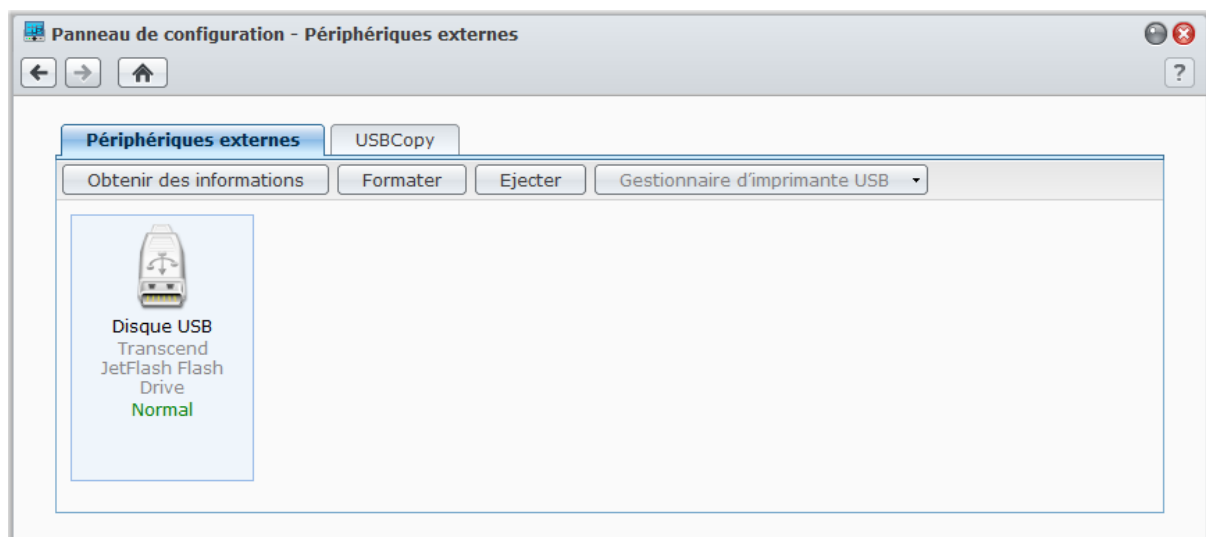 Panneau de configuration - Périphériques externes
?
Périphériques externes USBCopy
Obtenir des informations Formater Ejecter Gestionnaire d'imprimante USB
Disque USB
Transcend
JetFlash Flash
Drive
Normal